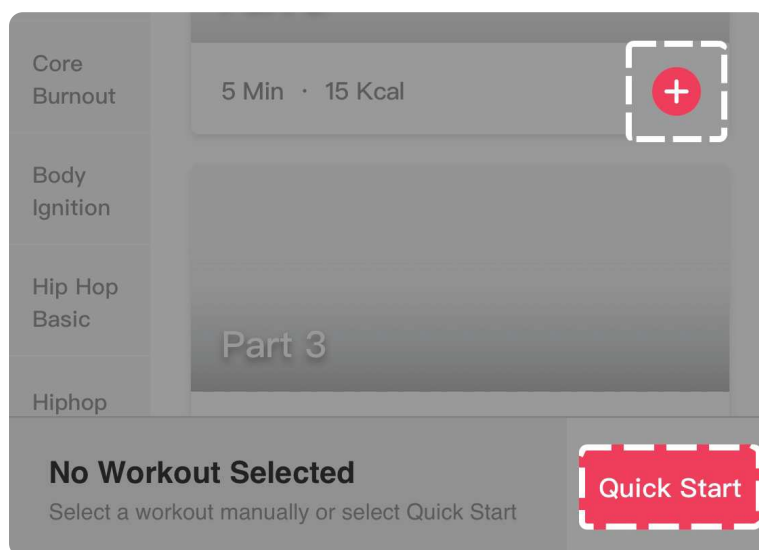 Core
Burnout
5 Min · 15 Kcal
Body
Ignition
Hip Hop
Basic
Part 3
Hiphop
No Workout Selected
Select a workout manually or select Quick Start
Quick Start